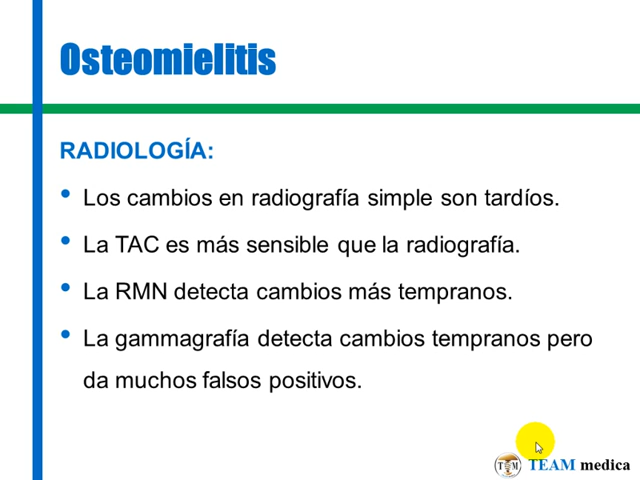 Osteomielitis
RADIOLOGÍA:
• Los cambios en radiografía simple son tardíos.
• La TAC es más sensible que la radiografía.
• La RMN detecta cambios más tempranos.
• La gammagrafía detecta cambios tempranos pero
da muchos falsos positivos.
TM TEAM medica